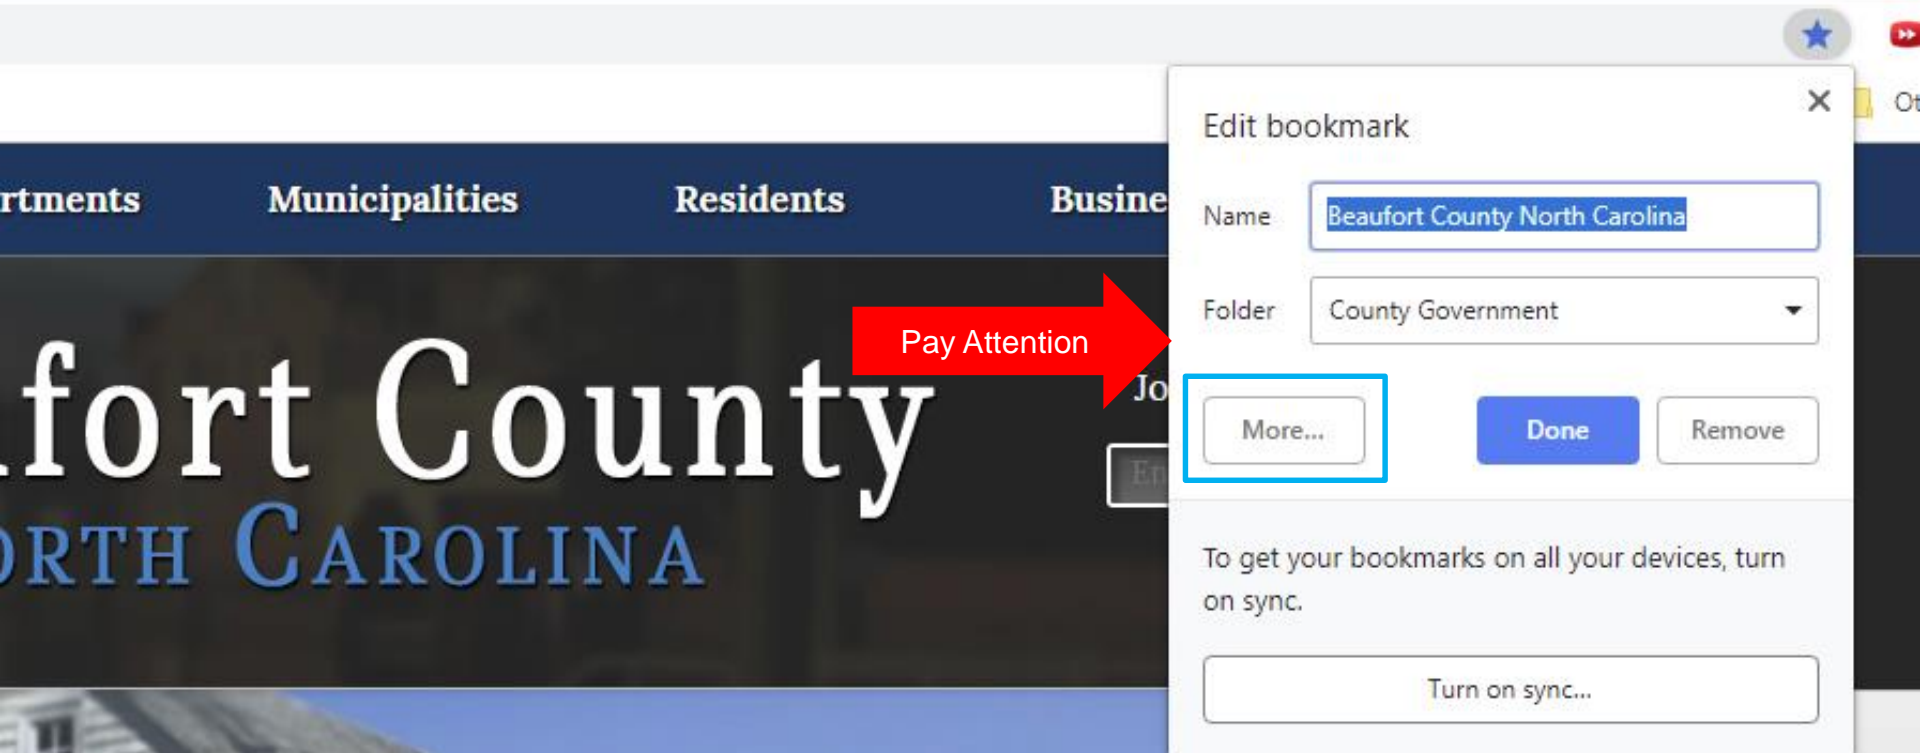 Ot
Edit bookmark
rtments Municipalities Residents Busine
Name Beaufort County North Carolina
Folder County Government
Pay Attention
fort County
Jo
More... Done Remove
En
ORTH CAROLINA
To get your bookmarks on all your devices, turn
on sync.
Turn on sync...